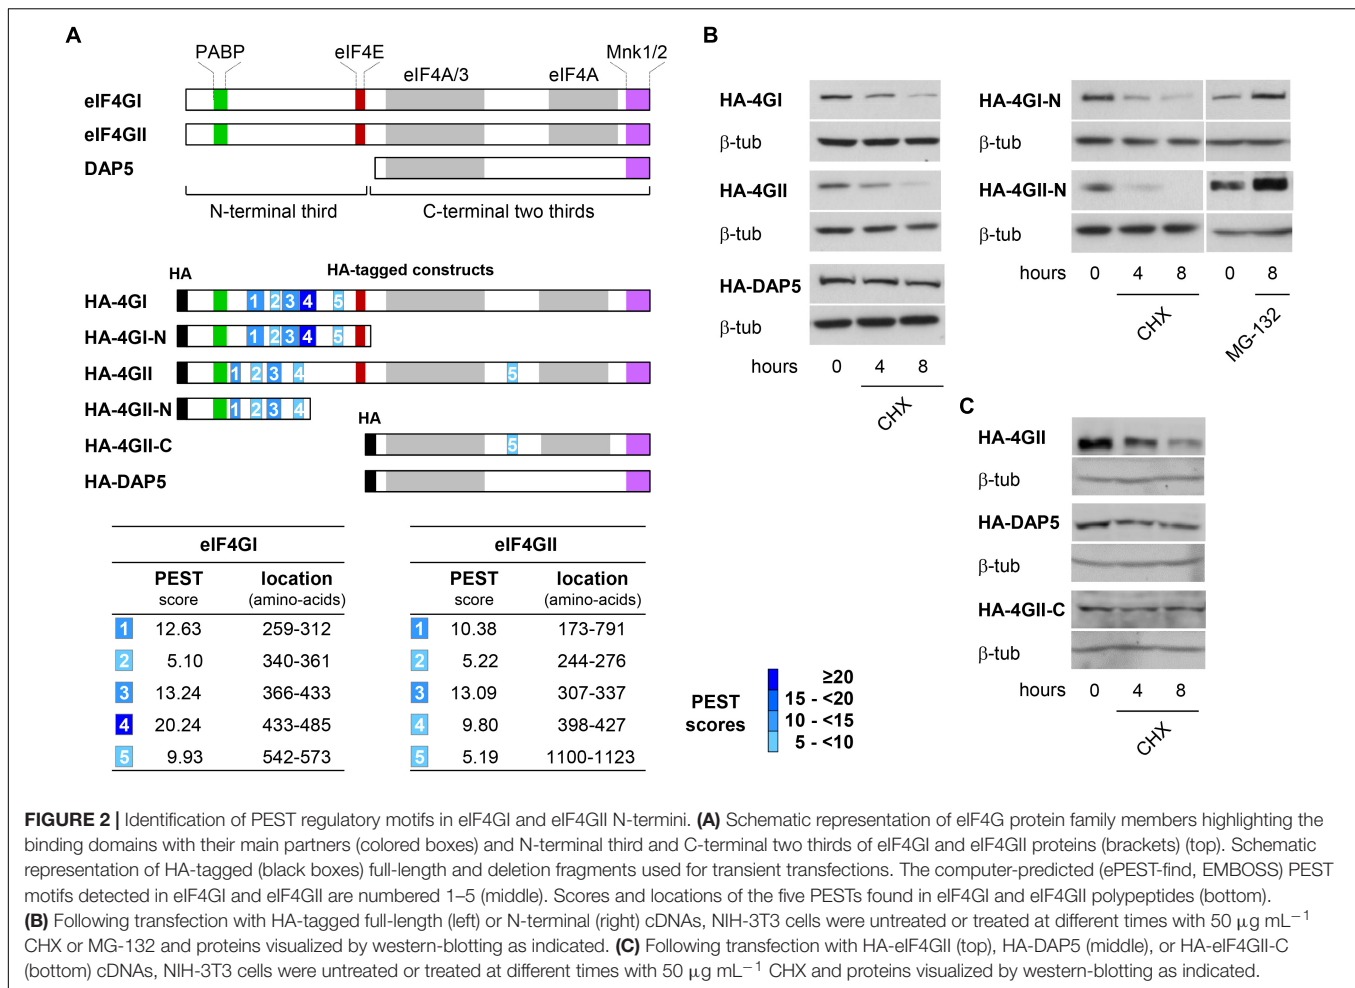 A
PABP
eIF4E
Mnk1/2
eIF4A/3
eIF4A
eIF4GI
eIF4GII
DAP5
N-terminal third
C-terminal two thirds
HA
HA-tagged constructs
HA-4GI
1 2 3 4 5
HA-4GI-N
1 2 3 4 5
HA-4GII
1 2 3 4 5
HA-4GII-N
1 2 3 4
HA
HA-4GII-C
5
HA-DAP5
eIF4GI
PEST score
location (amino-acids)
1 12.63 259-312
2 5.10 340-361
3 13.24 366-433
4 20.24 433-485
5 9.93 542-573
eIF4GII
PEST score
location (amino-acids)
1 10.38 173-791
2 5.22 244-276
3 13.09 307-337
4 9.80 398-427
5 5.19 1100-1123
PEST scores
≥20
15 - <20
10 - <15
5 - <10
B
HA-4GI
β-tub
HA-4GII
β-tub
HA-DAP5
β-tub
hours 0 4 8
CHX
HA-4GI-N
β-tub
HA-4GII-N
β-tub
hours 0 4 8 0 8
CHX
MG-132
C
HA-4GII
β-tub
HA-DAP5
β-tub
HA-4GII-C
β-tub
hours 0 4 8
CHX
FIGURE 2 | Identification of PEST regulatory motifs in eIF4GI and eIF4GII N-termini. (A) Schematic representation of eIF4G protein family members highlighting the
binding domains with their main partners (colored boxes) and N-terminal third and C-terminal two thirds of eIF4GI and eIF4GII proteins (brackets) (top). Schematic
representation of HA-tagged (black boxes) full-length and deletion fragments used for transient transfections. The computer-predicted (ePEST-find, EMBOSS) PEST
motifs detected in eIF4GI and eIF4GII are numbered 1–5 (middle). Scores and locations of the five PESTs found in eIF4GI and eIF4GII polypeptides (bottom).
(B) Following transfection with HA-tagged full-length (left) or N-terminal (right) cDNAs, NIH-3T3 cells were untreated or treated at different times with 50 μg mL⁻¹
CHX or MG-132 and proteins visualized by western-blotting as indicated. (C) Following transfection with HA-eIF4GII (top), HA-DAP5 (middle), or HA-eIF4GII-C
(bottom) cDNAs, NIH-3T3 cells were untreated or treated at different times with 50 μg mL⁻¹ CHX and proteins visualized by western-blotting as indicated.